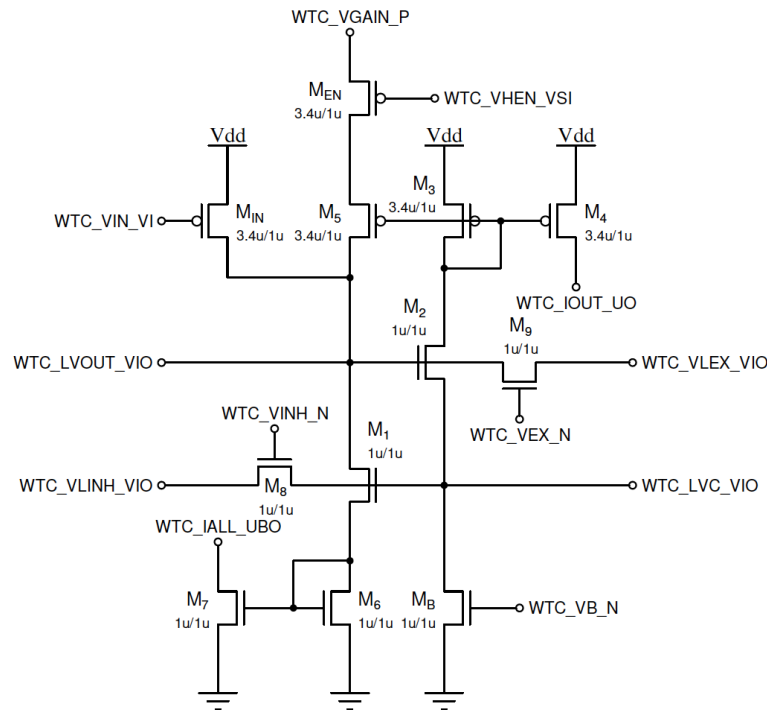 WTC_VGAIN_P
M_EN
3.4u/1u
WTC_VHEN_VSI
Vdd
Vdd
Vdd
WTC_VIN_VI
M_IN
3.4u/1u
M_5
3.4u/1u
M_3
3.4u/1u
M_4
3.4u/1u
WTC_IOUT_UO
M_2
1u/1u
M_9
1u/1u
WTC_LVOUT_VIO
WTC_VLEX_VIO
WTC_VINH_N
WTC_VEX_N
M_1
1u/1u
WTC_VLINH_VIO
M_8
1u/1u
WTC_LVC_VIO
WTC_IALL_UBO
M_7
1u/1u
M_6
1u/1u
M_B
1u/1u
WTC_VB_N